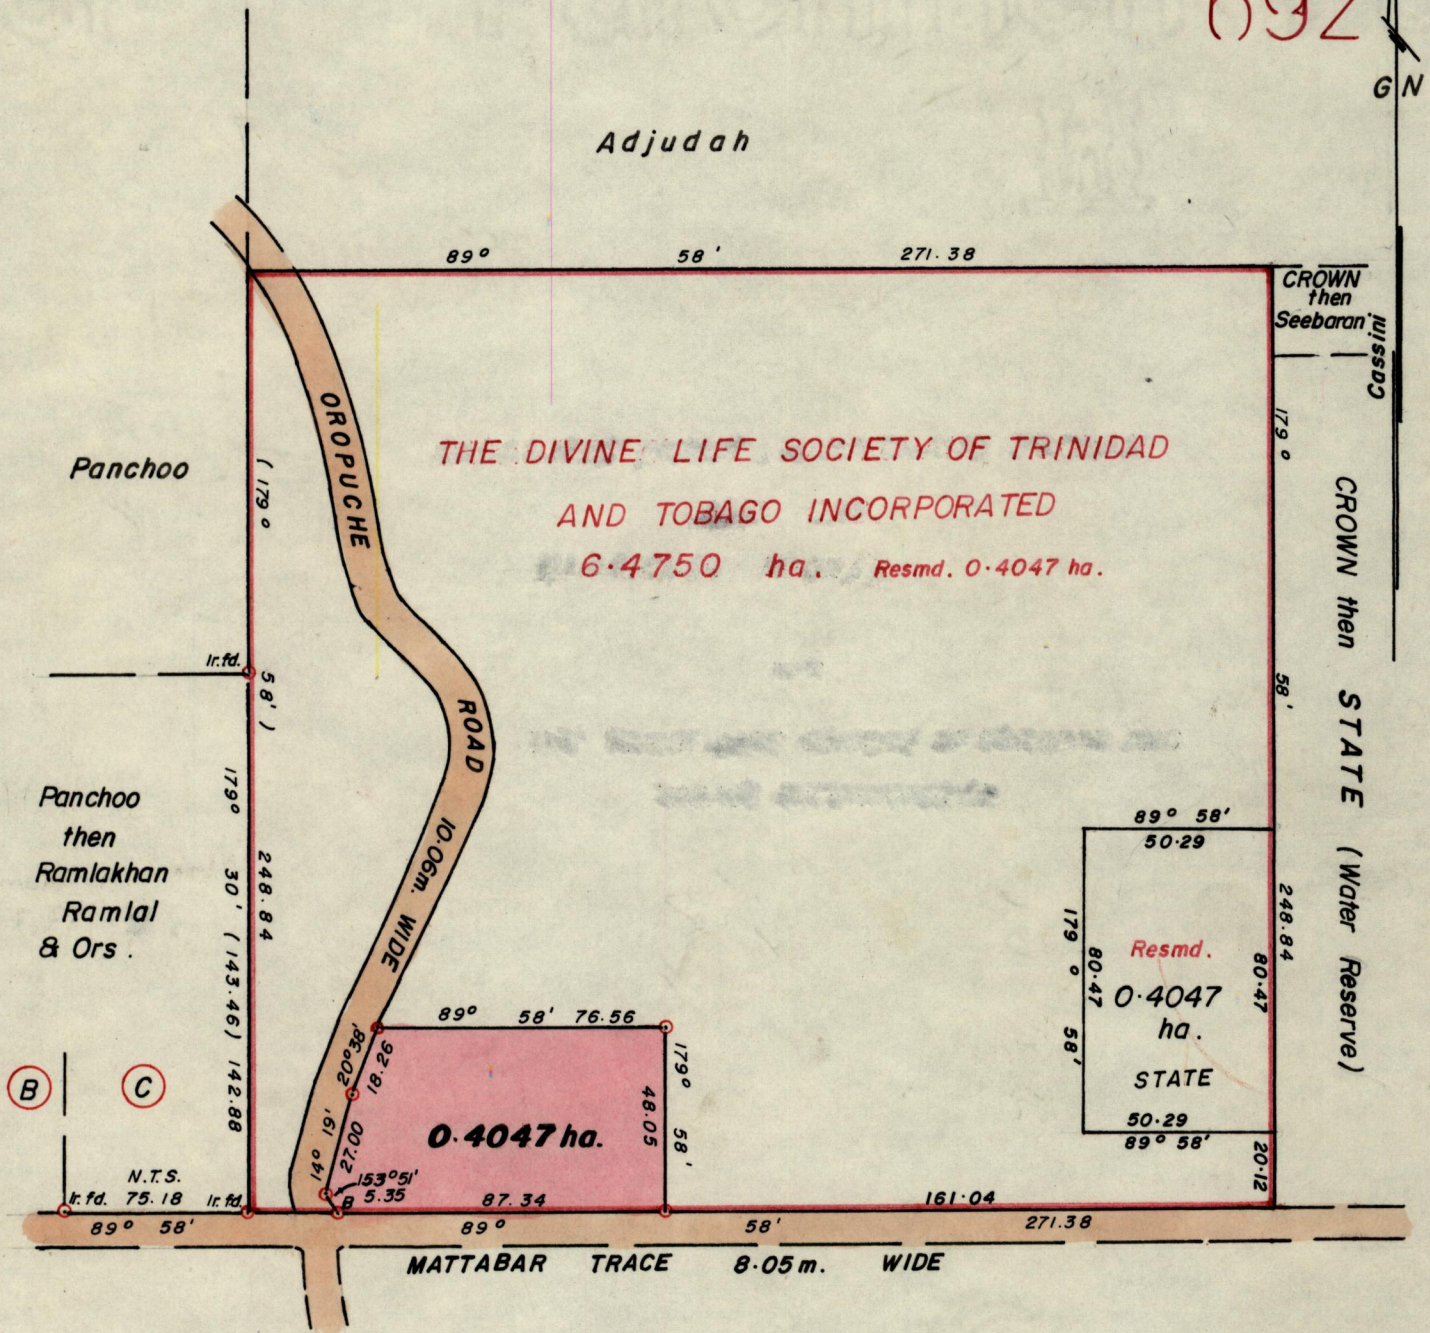 692
G N
Adjudah
89° 58' 271.38
CROWN
then
Seebaran
Cassini
179° 58' 248.84
CROWN then STATE (Water Reserve)
THE DIVINE LIFE SOCIETY OF TRINIDAD
AND TOBAGO INCORPORATED
6.4750 ha. Resmd. 0.4047 ha.
Panchoo
(179° 58') 248.84
OROPUCHE ROAD 10.06m. WIDE
Ir.fd.
Panchoo
then
Ramlakhan
Ramlal
& Ors.
179° 30' (143.46) 142.88
89° 58'
50.29
179° 58'
80.47
80.47
Resmd.
0.4047
ha.
STATE
50.29
89° 58'
20.12
89° 58' 76.56
20°38'
18.26
179° 58'
48.05
B
C
14° 19'
27.00
0.4047 ha.
153°51'
B 5.35
N.T.S.
Ir.fd. 75.18 Ir.fd.
87.34
161.04
89° 58'
89° 58' 271.38
MATTABAR TRACE 8.05m. WIDE